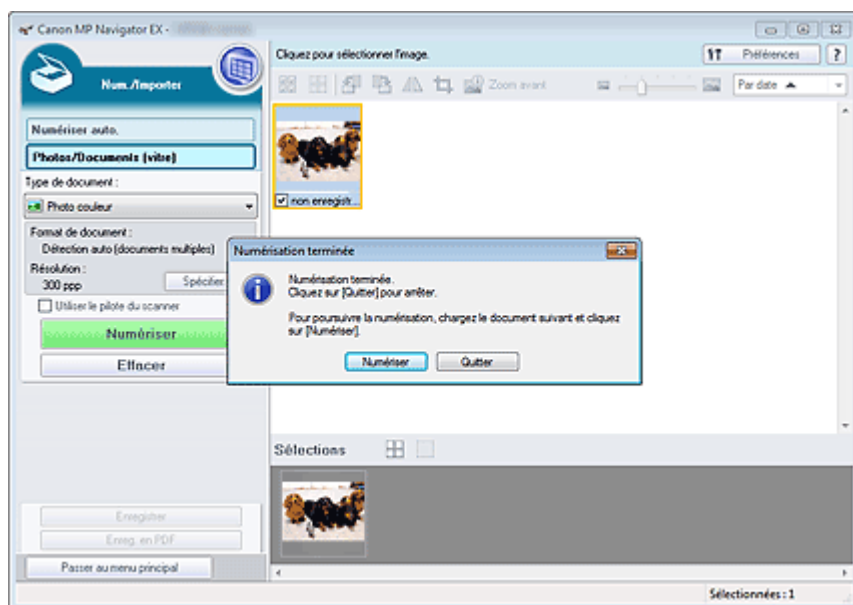 Canon MP Navigator EX -
Num./Importer
Numériser auto.
Photos/Documents (vitre)
Type de document :
Photo couleur
Format de document :
Détection auto (documents multiples)
Résolution :
300 ppp
Spécifier
Utiliser le pilote du scanner
Numériser
Effacer
Enregistrer
Enreg. en PDF
Passer au menu principal
Cliquez pour sélectionner l'image.
Préférences
?
Zoom avant
Par date
non enregistr...
Numérisation terminée
Numérisation terminée.
Cliquez sur [Quitter] pour arrêter.
Pour poursuivre la numérisation, chargez le document suivant et cliquez
sur [Numériser].
Numériser
Quitter
Sélections
Sélectionnées : 1